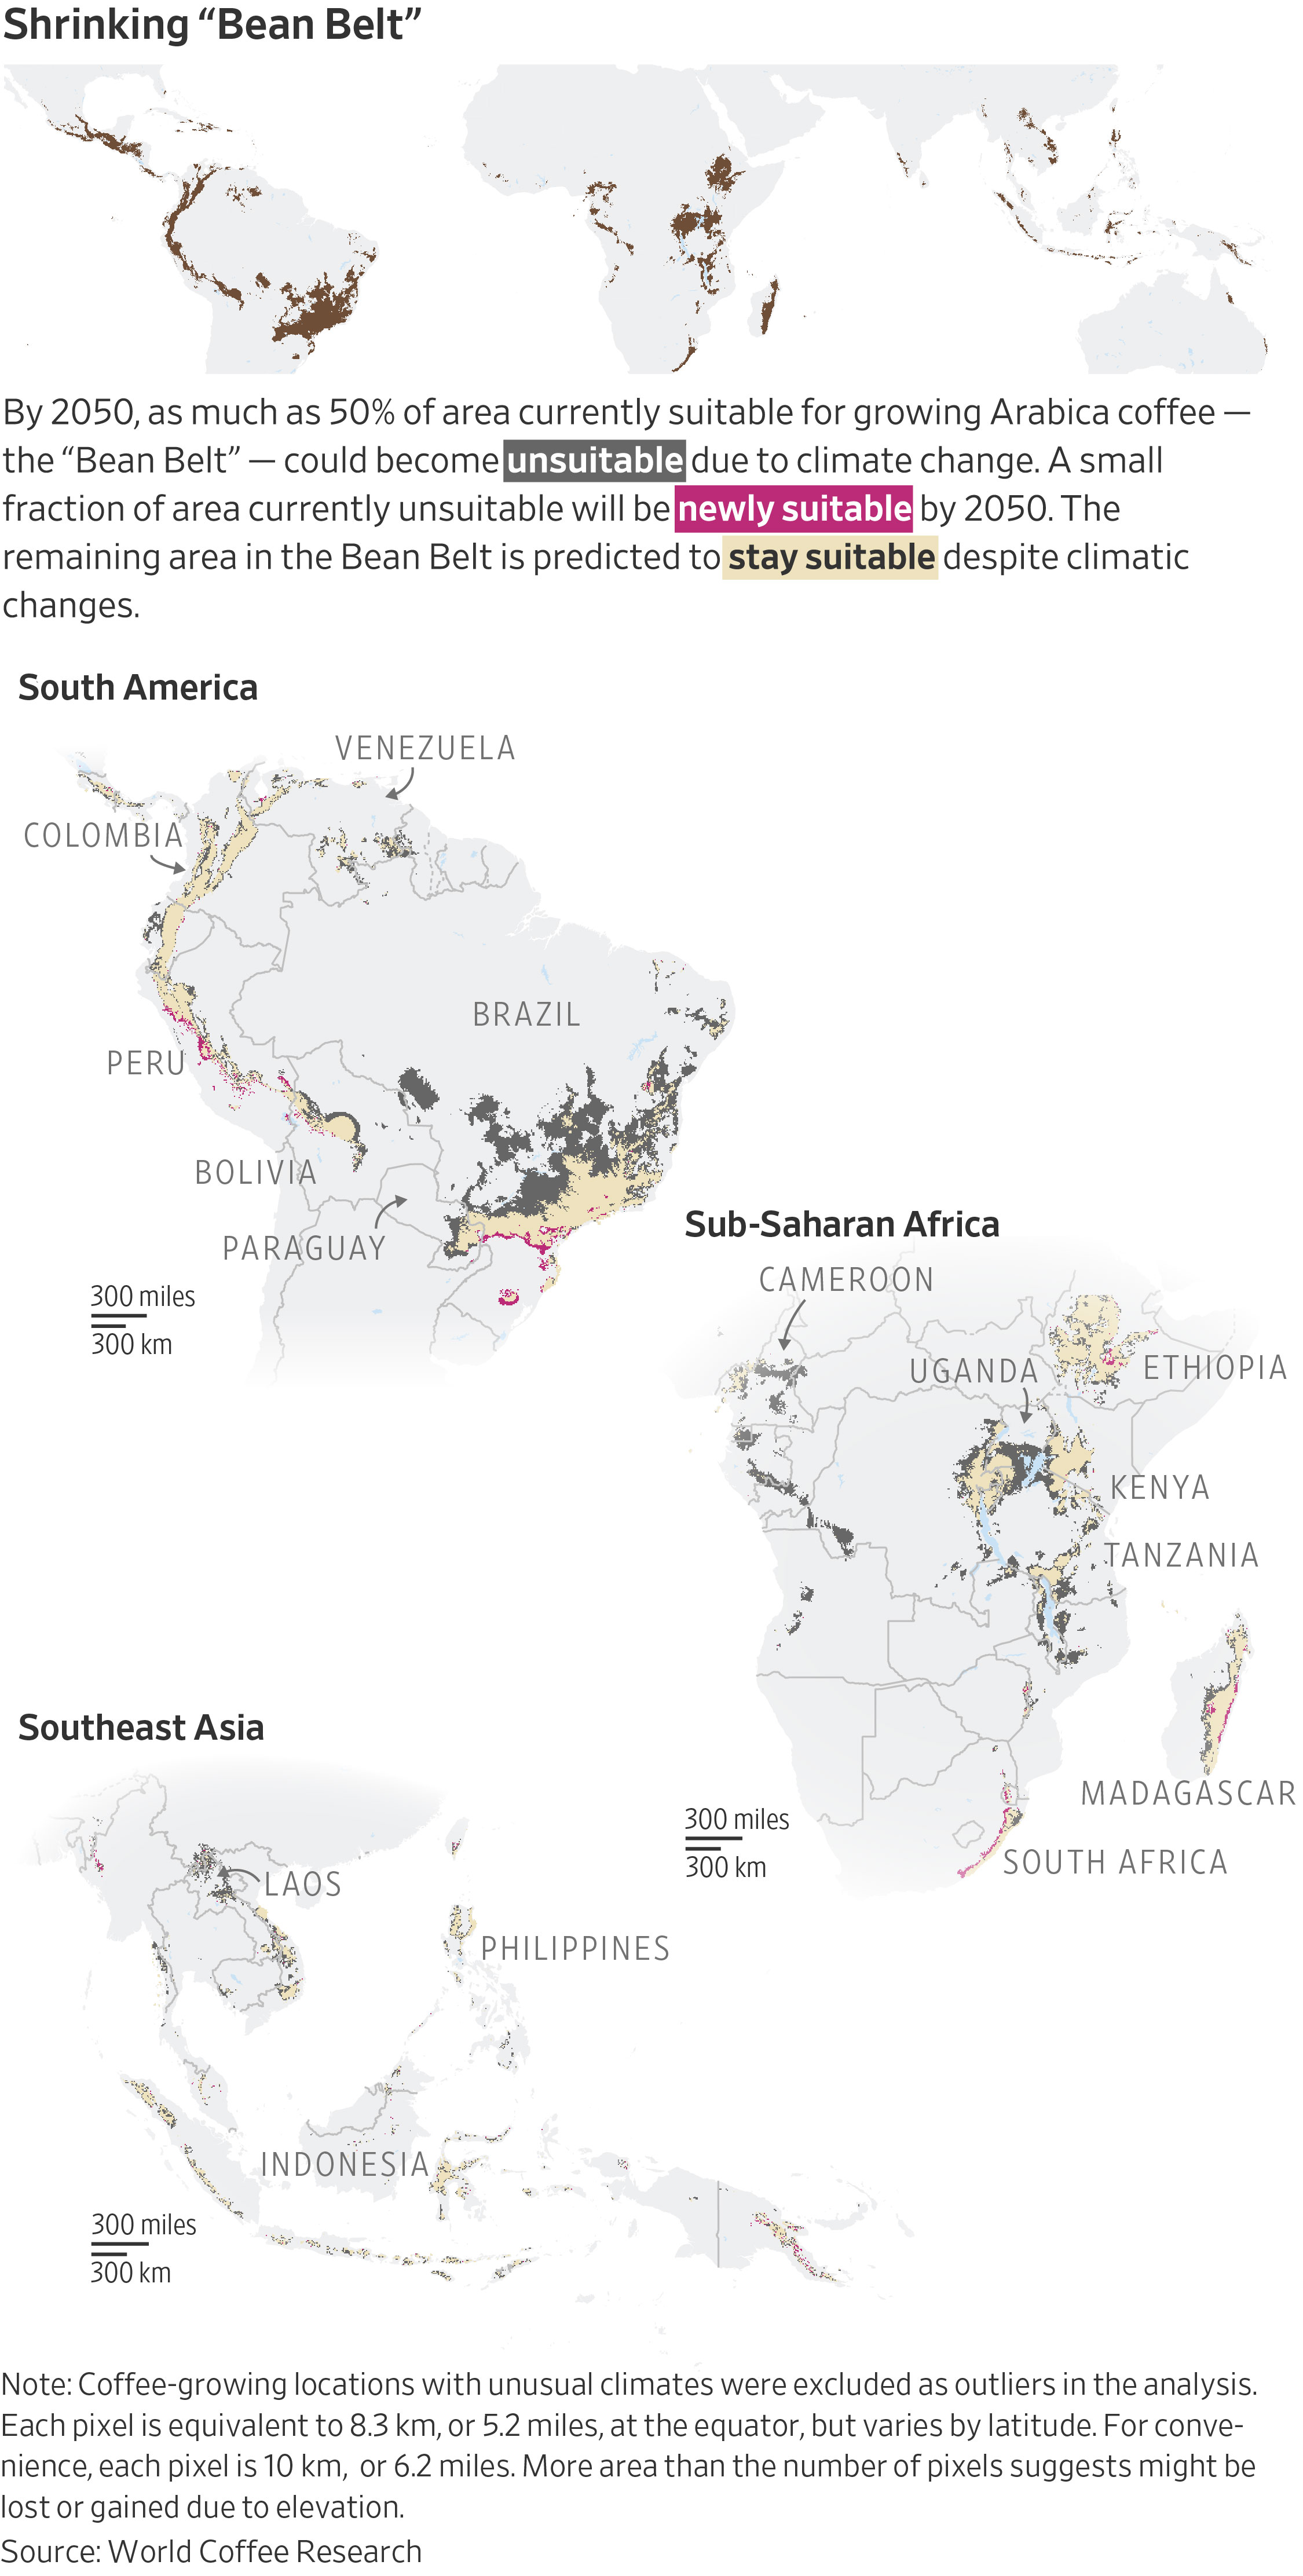 Shrinking “Bean Belt”
By 2050, as much as 50% of area currently suitable for growing Arabica coffee —
the “Bean Belt” — could become unsuitable due to climate change. A small
fraction of area currently unsuitable will be newly suitable by 2050. The
remaining area in the Bean Belt is predicted to stay suitable despite climatic
changes.
South America
VENEZUELA
COLOMBIA
BRAZIL
PERU
BOLIVIA
PARAGUAY
300 miles
300 km
Sub-Saharan Africa
CAMEROON
UGANDA
ETHIOPIA
KENYA
TANZANIA
MADAGASCAR
SOUTH AFRICA
300 miles
300 km
Southeast Asia
LAOS
PHILIPPINES
INDONESIA
300 miles
300 km
Note: Coffee-growing locations with unusual climates were excluded as outliers in the analysis.
Each pixel is equivalent to 8.3 km, or 5.2 miles, at the equator, but varies by latitude. For conve-
nience, each pixel is 10 km,  or 6.2 miles. More area than the number of pixels suggests might be
lost or gained due to elevation.
Source: World Coffee Research